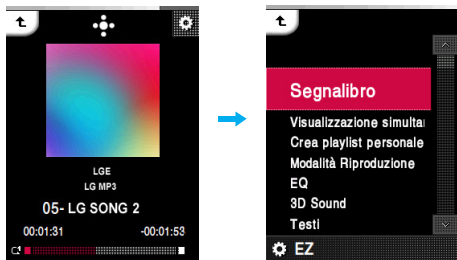 LGE
LG MP3
05- LG SONG 2
00:01:31 -00:01:53
Segnalibro
Visualizzazione simulta
Crea playlist personale
Modalità Riproduzione
EQ
3D Sound
Testi
EZ